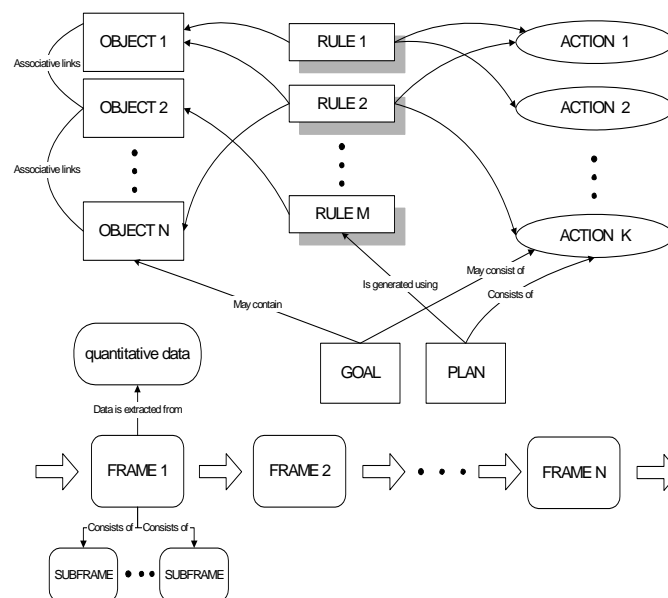 OBJECT 1
RULE 1
ACTION 1
Associative links
OBJECT 2
RULE 2
ACTION 2
Associative links
OBJECT N
RULE M
ACTION K
May consist of
Is generated using
Consists of
May contain
quantitative data
GOAL
PLAN
Data is extracted from
FRAME 1
FRAME 2
FRAME N
Consists of
Consists of
SUBFRAME
SUBFRAME